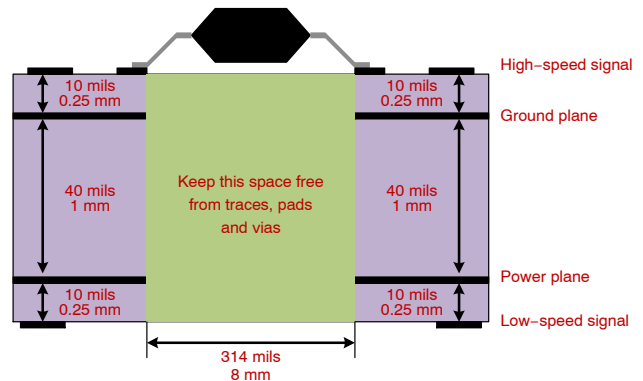 High−speed signal
10 mils
0.25 mm
10 mils
0.25 mm
Ground plane
40 mils
1 mm
Keep this space free
from traces, pads
and vias
40 mils
1 mm
Power plane
10 mils
0.25 mm
10 mils
0.25 mm
Low−speed signal
314 mils
8 mm